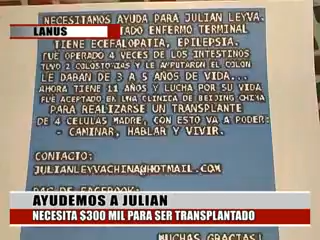 NECESITAMOS AYUDA PARA JULIAN LEYVA.
LANUS
TADO ENFERMO TERMINAL
TIENE ECEFALOPATIA, EPILEPSIA.
FUE OPERADO 4 VECES DE LOS INTESTINOS
TUVO 2 COLOSTOMIAS Y LE AMPUTARON EL COLON
LE DABAN DE 3 A 5 AÑOS DE VIDA...
AHORA TIENE 11 AÑOS Y LUCHA POR SU VIDA
FUE ACEPTADO EN UNA CLINICA DE BEIJING CHINA
PARA REALIZARSE UN TRANSPLANTE
DE 4 CELULAS MADRE, CON ESTO VA A PODER:
- CAMINAR, HABLAR Y VIVIR.
CONTACTO:
JULIANLEYVACHINA@HOTMAIL.COM
FACEBOOK:
AYUDEMOS A JULIAN
NECESITA $300 MIL PARA SER TRANSPLANTADO
MUCHAS GRACIAS!